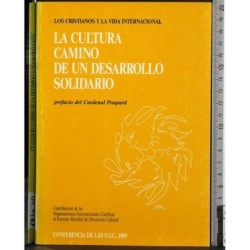 LOS CRISTIANOS Y LA VIDA INTERNACIONAL
LA CULTURA
CAMINO
DE UN DESARROLLO
SOLIDARIO
prefacio del Cardenal Poupard
Contribución de las
Organizaciones Internacionales Católicas
al Decenio Mundial del Desarrollo Cultural
CONFERENCIA DE LAS O.I.C., 1989